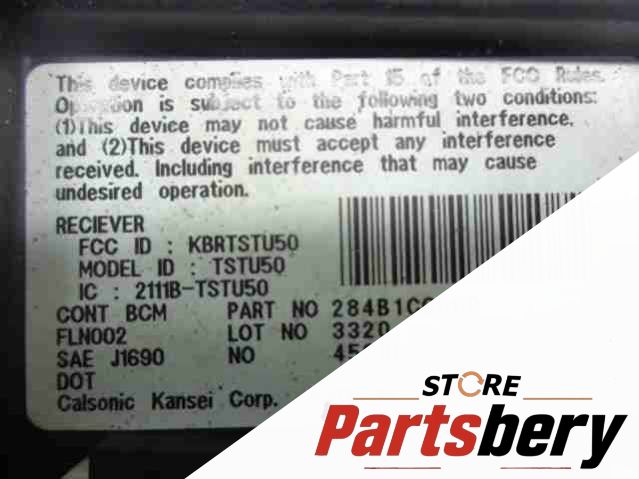 This device complies with Part 15 of the FCC Rules.
Operation is subject to the following two conditions:
(1)This device may not cause harmful interference.
and (2)This device must accept any interference
received. Including interference that may cause
undesired operation.
RECIEVER
FCC ID : KBRTSTU50
MODEL ID : TSTU50
IC : 2111B-TSTU50
CONT BCM PART NO 284B1C
FLN002 LOT NO 3320
SAE J1690 NO 45
DOT
Calsonic Kansei Corp.
STORE
Partsbery